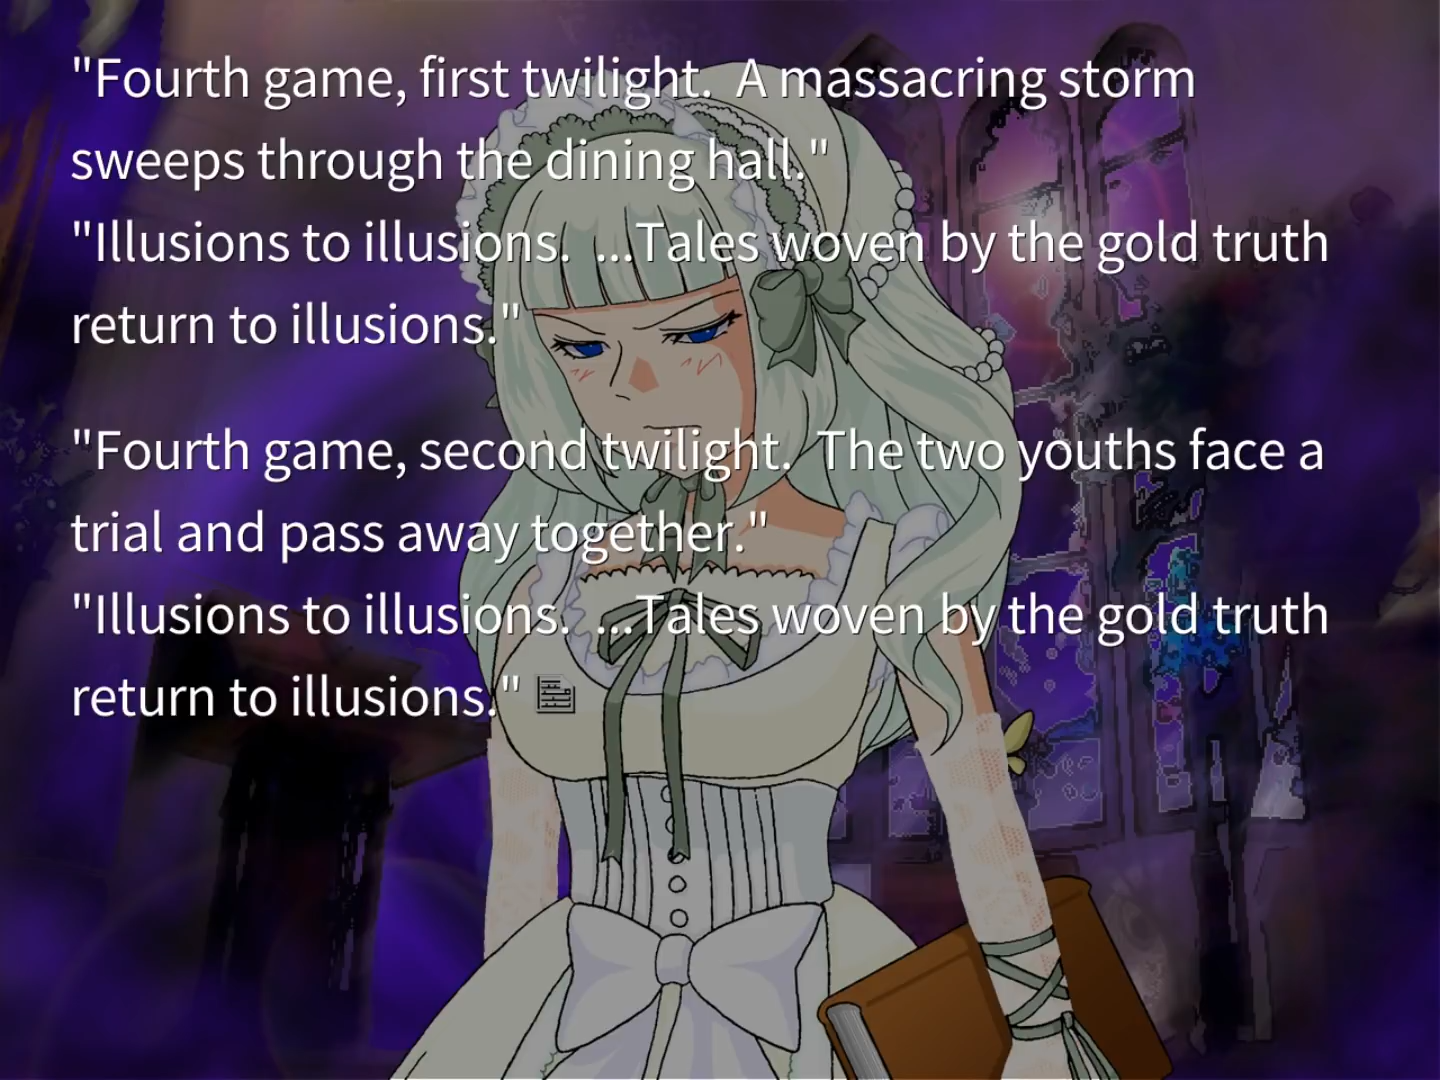 "Fourth game, first twilight.  A massacring storm
sweeps through the dining hall."
"Illusions to illusions.  ...Tales woven by the gold truth
return to illusions."
"Fourth game, second twilight.  The two youths face a
trial and pass away together."
"Illusions to illusions.  ...Tales woven by the gold truth
return to illusions."